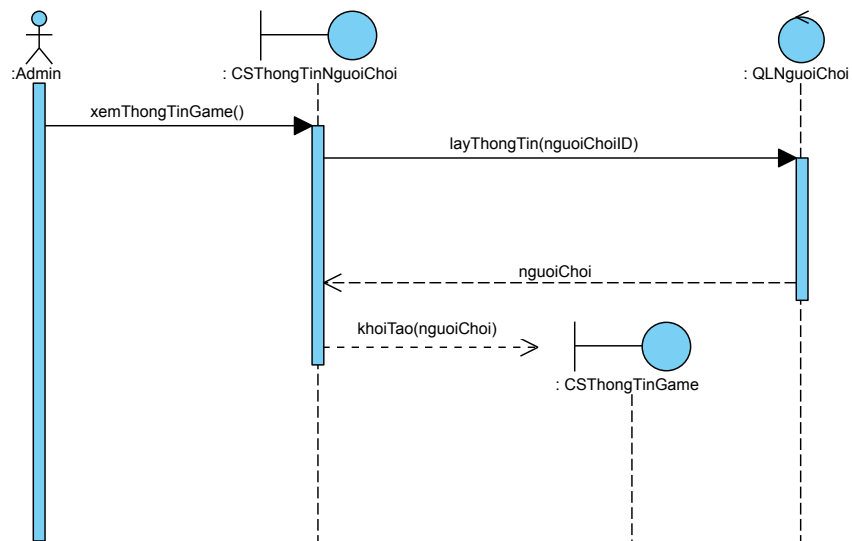 :Admin
: CSThongTinNguoiChoi
: QLNguoiChoi
xemThongTinGame()
layThongTin(nguoiChoiID)
nguoiChoi
khoiTao(nguoiChoi)
: CSThongTinGame